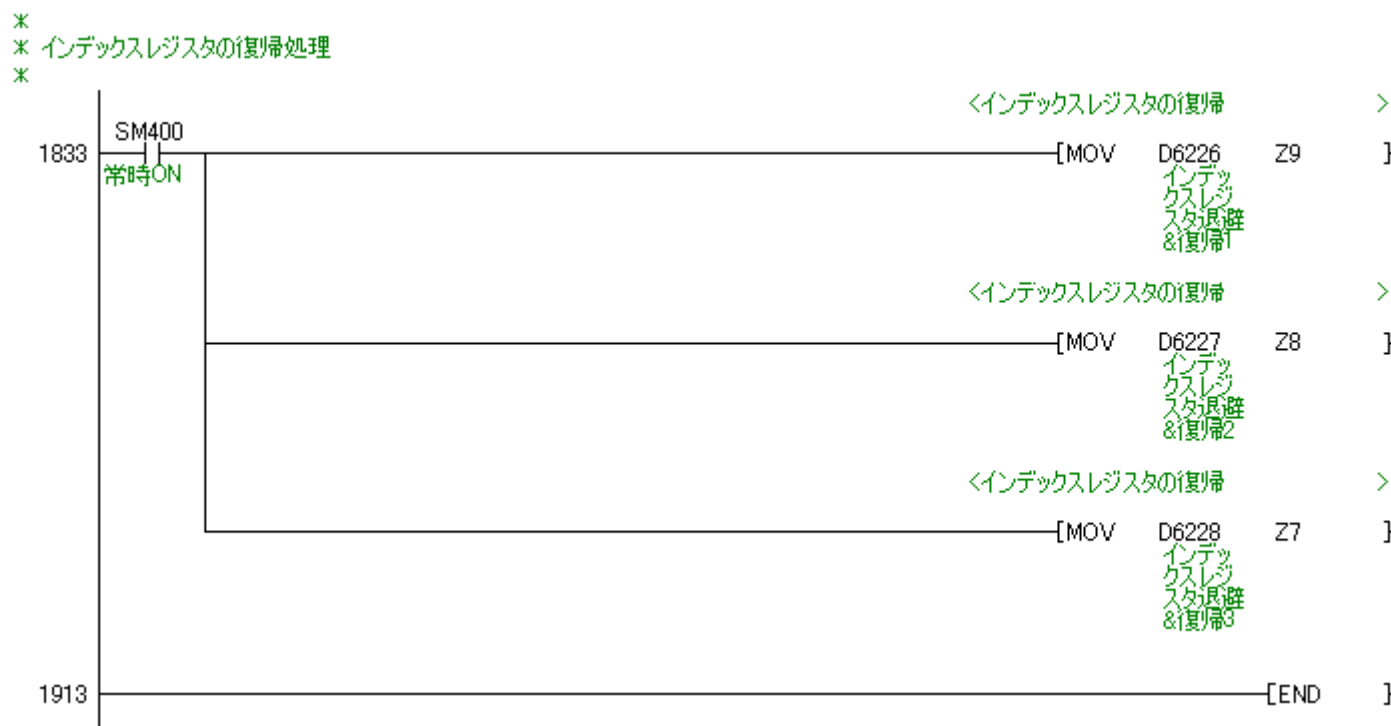 *
* インデックスレジスタの復帰処理
*
<インデックスレジスタの復帰 >
SM400
1833
[MOV D6226 Z9 ]
常時ON
インデッ
クスレジ
スタ退避
&復帰1
<インデックスレジスタの復帰 >
[MOV D6227 Z8 ]
インデッ
クスレジ
スタ退避
&復帰2
<インデックスレジスタの復帰 >
[MOV D6228 Z7 ]
インデッ
クスレジ
スタ退避
&復帰3
1913
[END ]